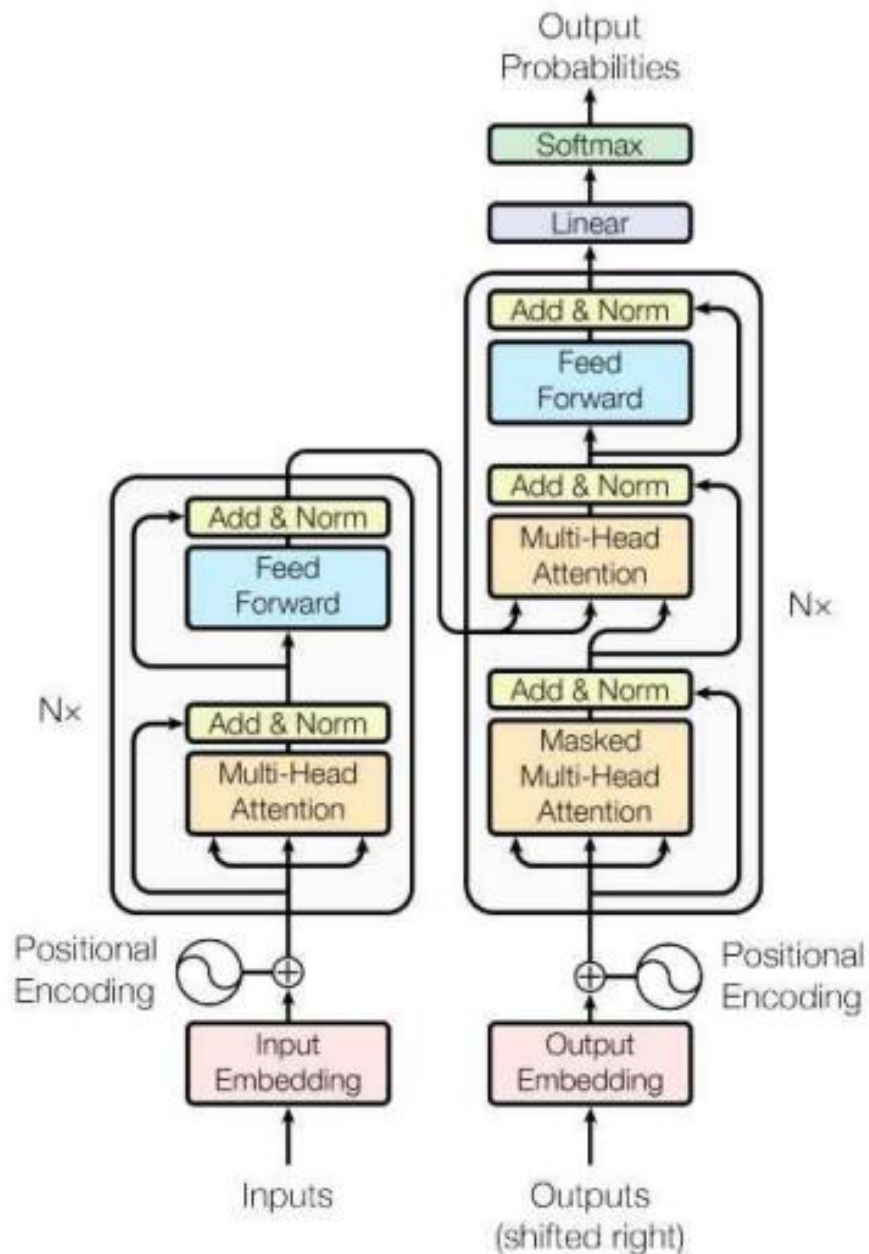 Output
Probabilities
Softmax
Linear
Add & Norm
Feed
Forward
Add & Norm
Multi-Head
Attention
Add & Norm
Masked
Multi-Head
Attention
Nx
Add & Norm
Feed
Forward
Add & Norm
Multi-Head
Attention
Nx
Positional
Encoding
Positional
Encoding
Input
Embedding
Output
Embedding
Inputs
Outputs
(shifted right)